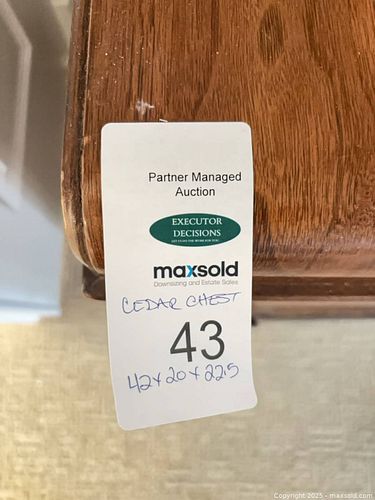 Partner Managed
Auction
EXECUTOR
DECISIONS
maxsold
Downsizing and Estate Sales
CEDAR CHEST
43
42x20x22.5
Copyright 2025 - maxsold.com